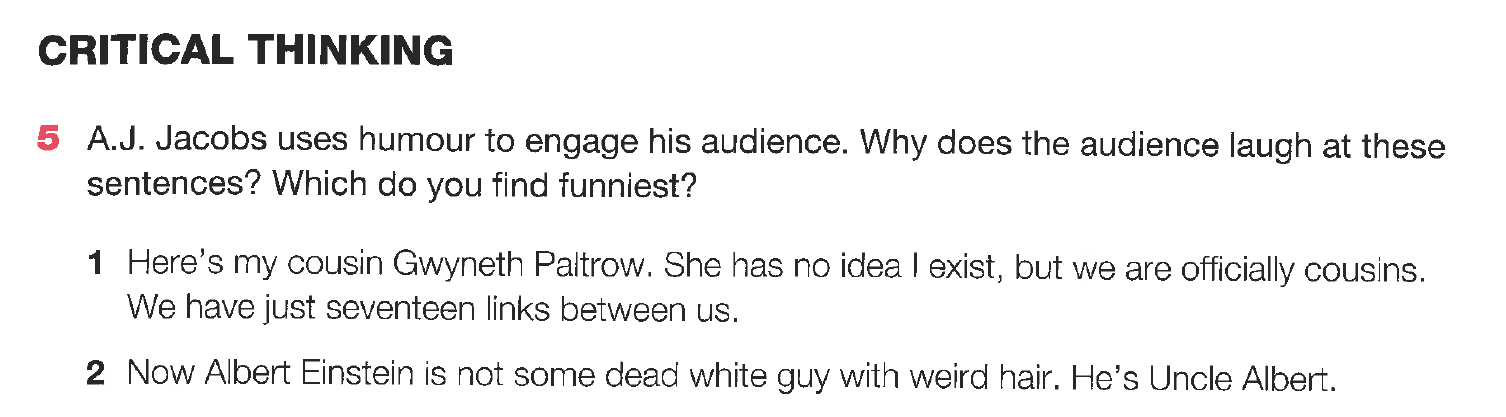 CRITICAL THINKING
5 A.J. Jacobs uses humour to engage his audience. Why does the audience laugh at these
sentences? Which do you find funniest?
1 Here's my cousin Gwyneth Paltrow. She has no idea I exist, but we are officially cousins.
We have just seventeen links between us.
2 Now Albert Einstein is not some dead white guy with weird hair. He's Uncle Albert.